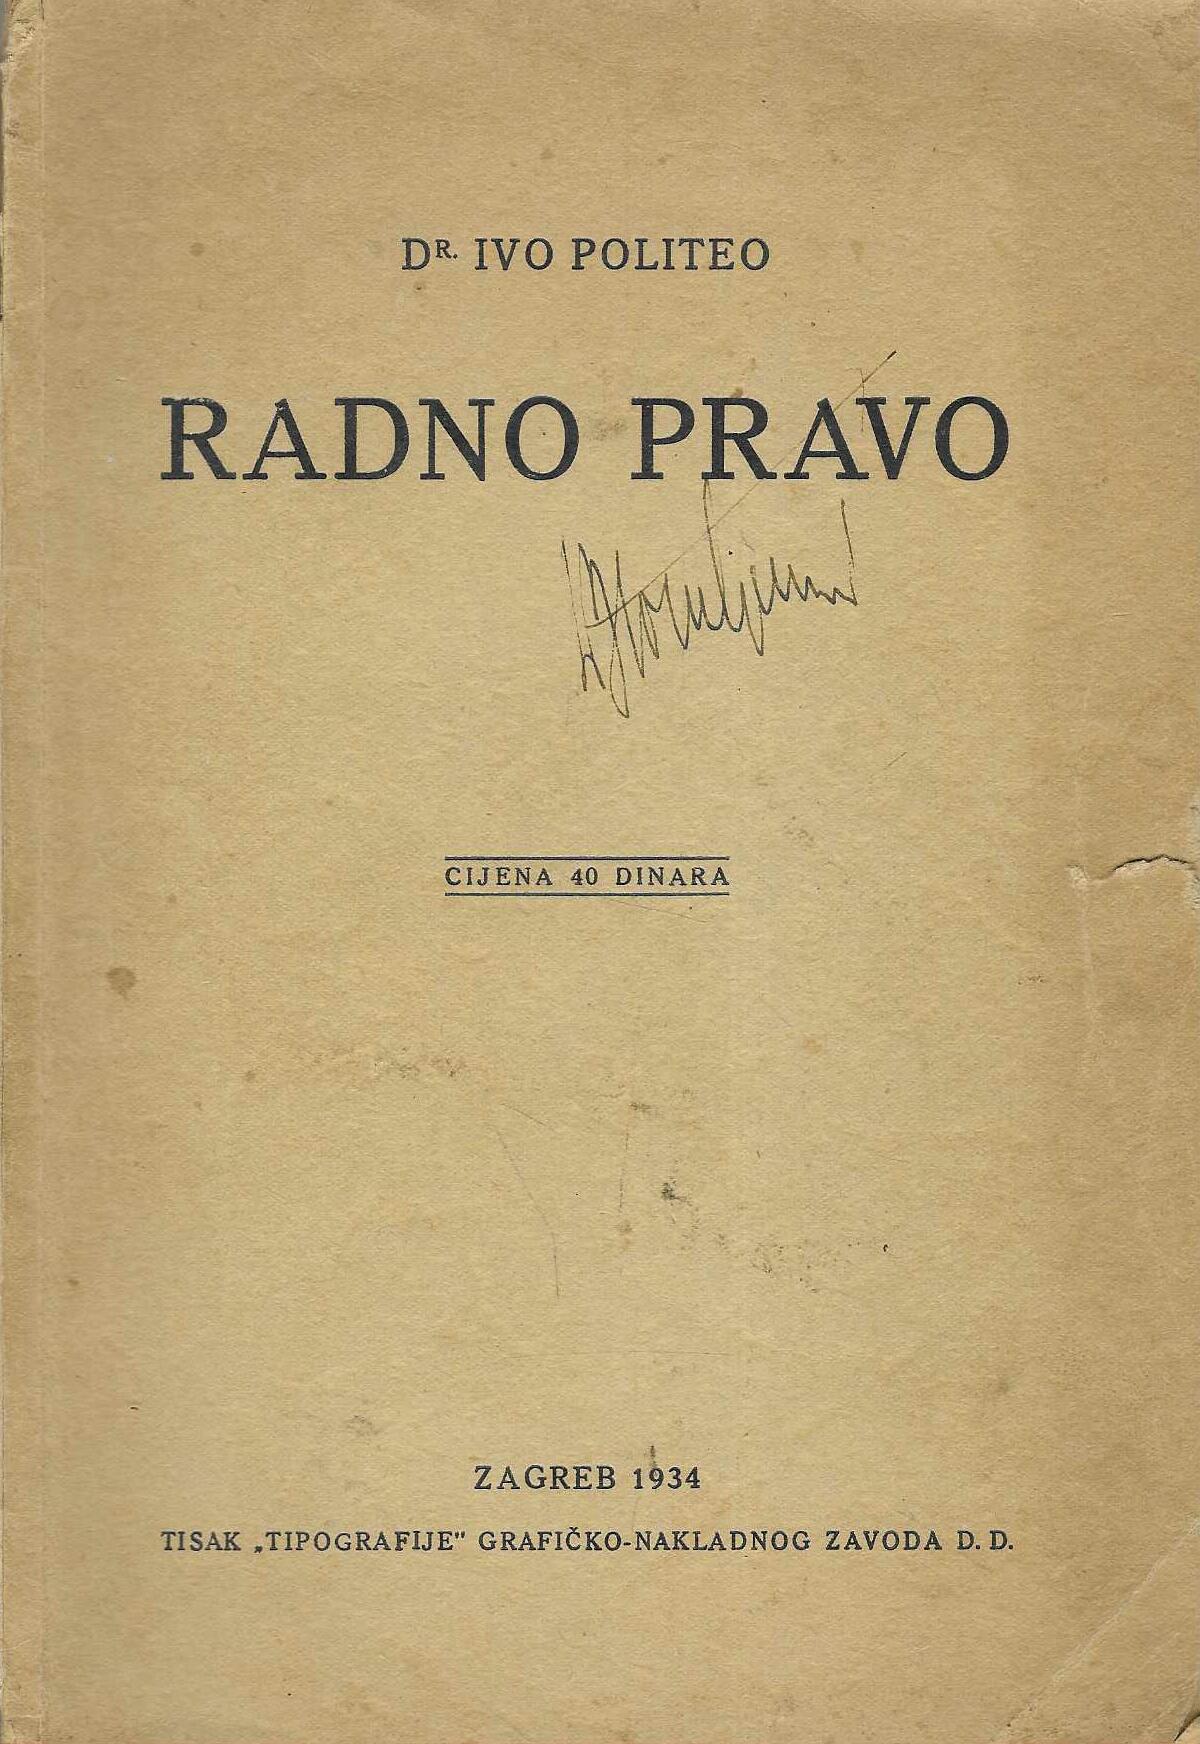 DR. IVO POLITEO
RADNO PRAVO
CIJENA 40 DINARA
ZAGREB 1934
TISAK „TIPOGRAFIJE" GRAFIČKO-NAKLADNOG ZAVODA D. D.